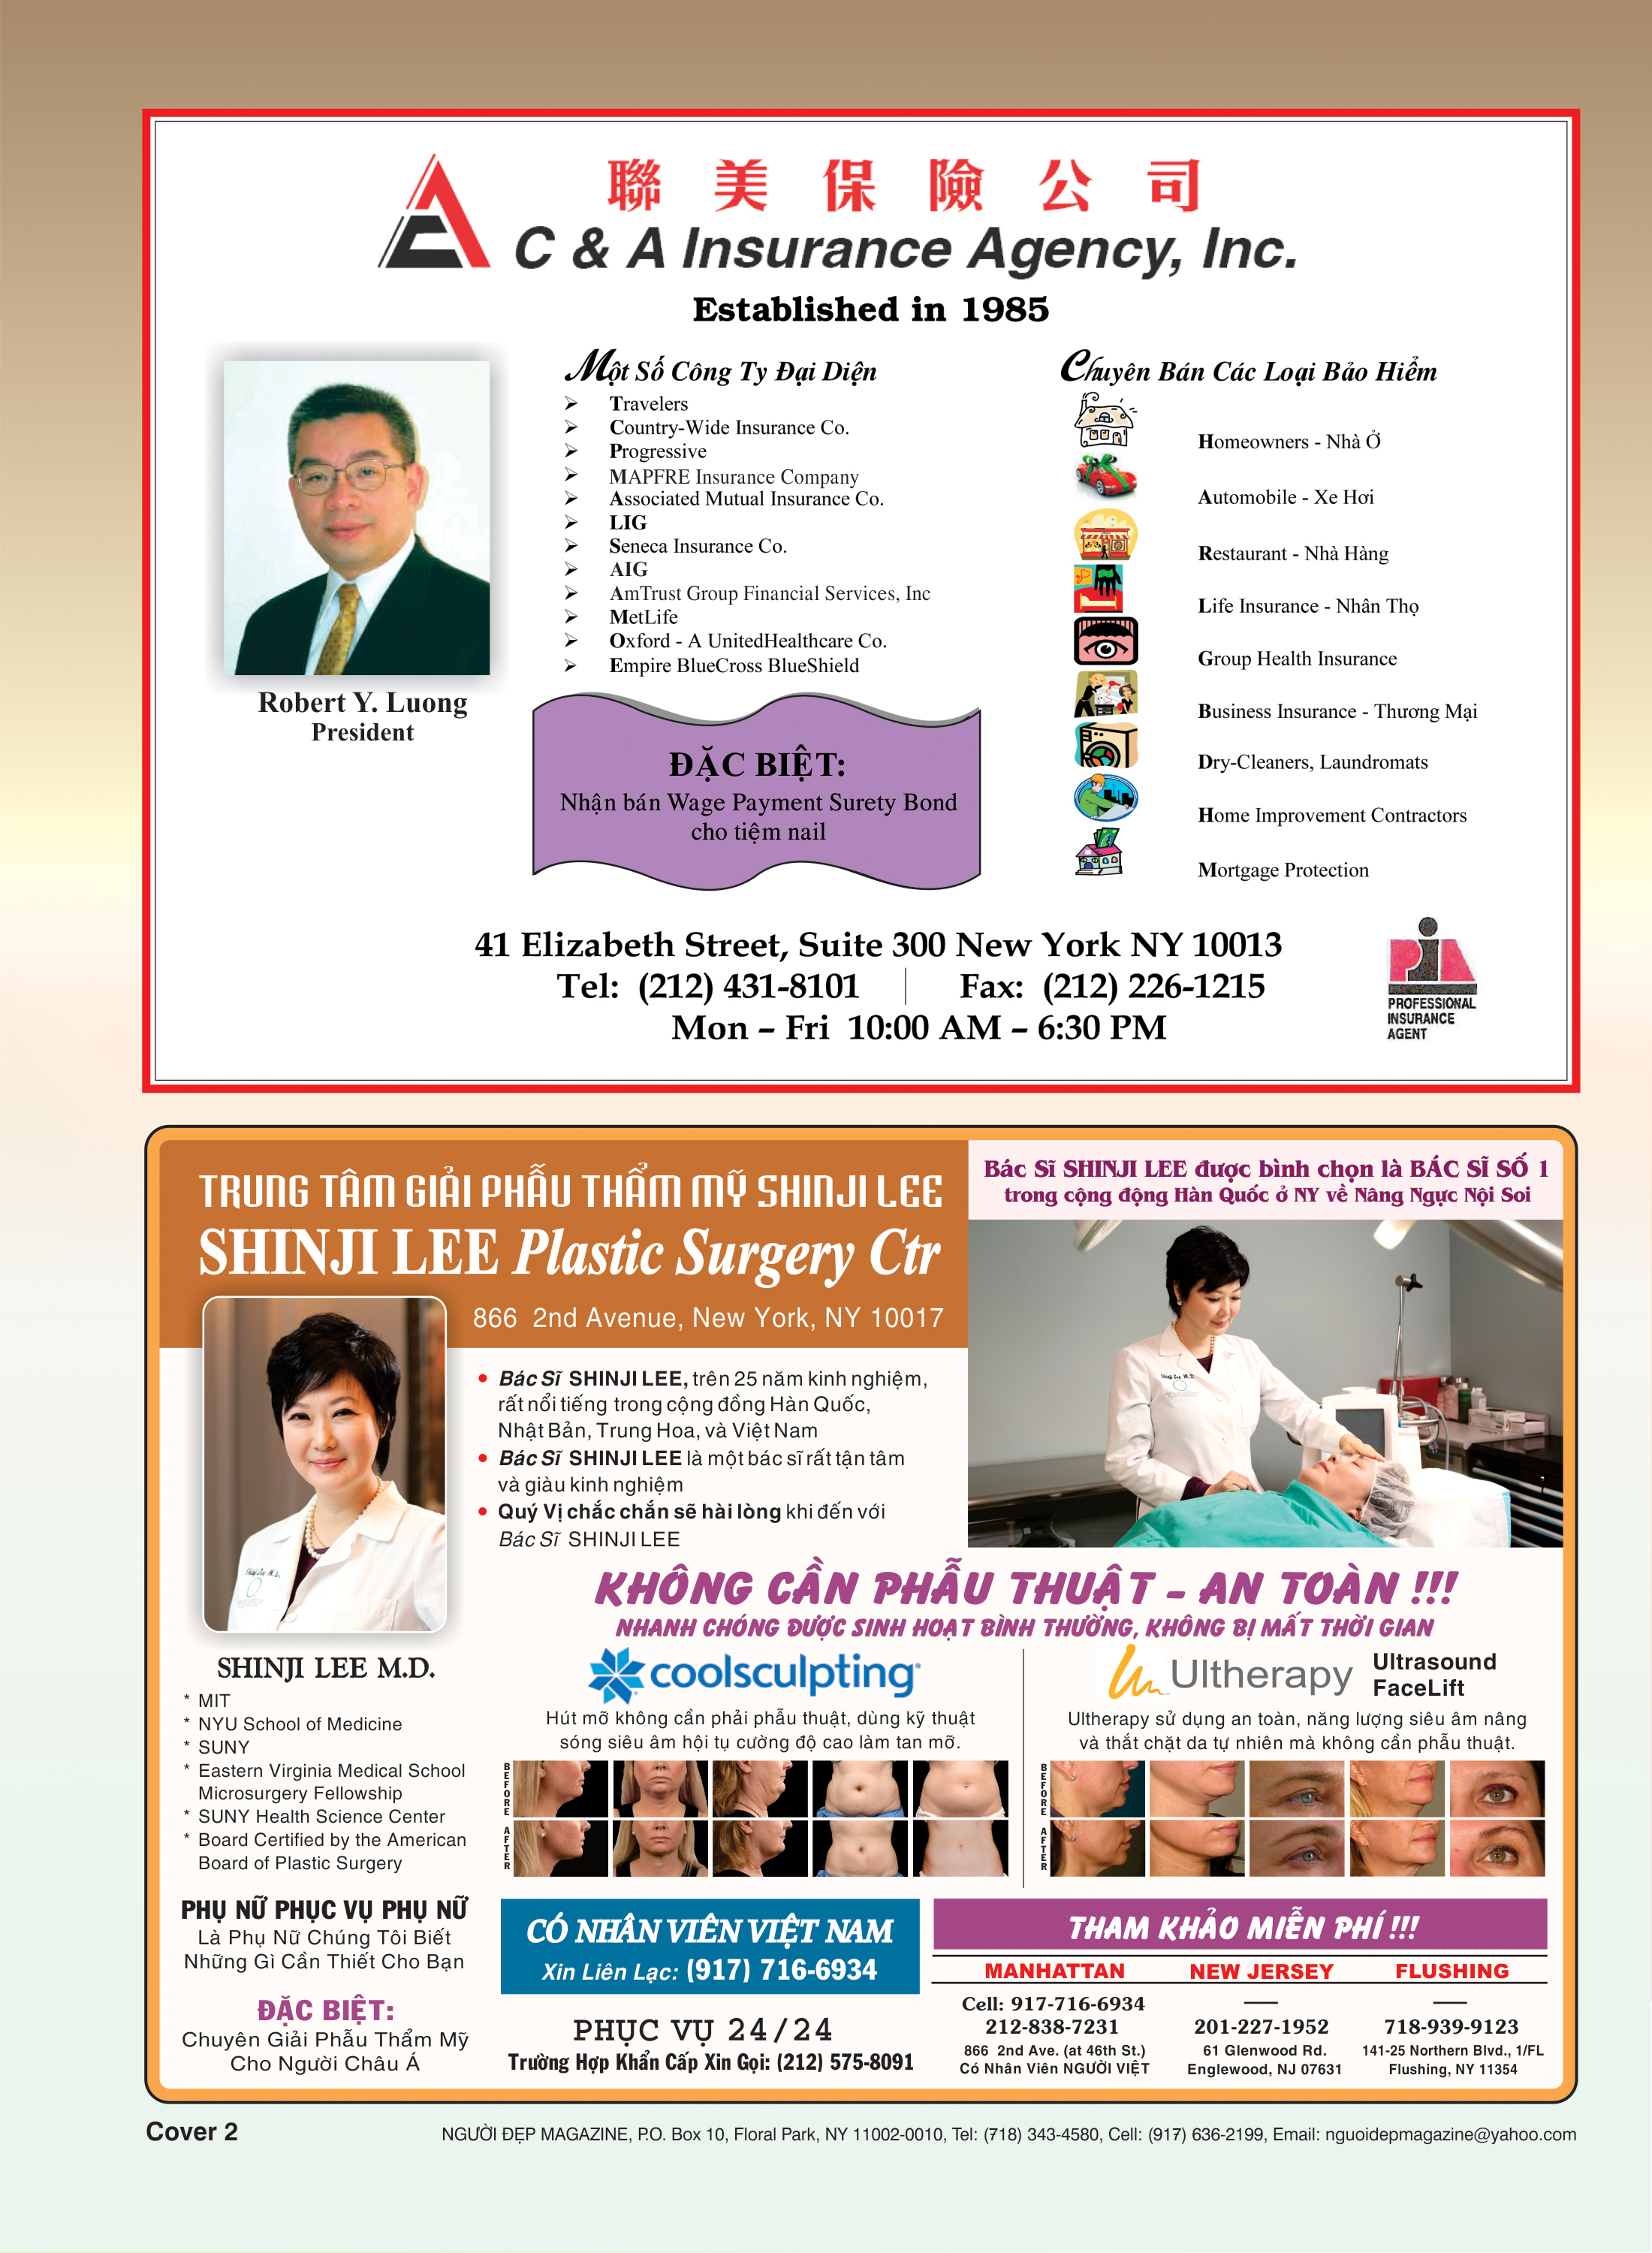 聯美保險公司
C & A Insurance Agency, Inc.
Established in 1985
Robert Y. Luong
President
Một Số Công Ty Đại Diện
Travelers
Country-Wide Insurance Co.
Progressive
MAPFRE Insurance Company
Associated Mutual Insurance Co.
LIG
Seneca Insurance Co.
AIG
AmTrust Group Financial Services, Inc
MetLife
Oxford - A UnitedHealthcare Co.
Empire BlueCross BlueShield
ĐẶC BIỆT:
Nhận bán Wage Payment Surety Bond
cho tiệm nail
Chuyên Bán Các Loại Bảo Hiểm
Homeowners - Nhà Ở
Automobile - Xe Hơi
Restaurant - Nhà Hàng
Life Insurance - Nhân Thọ
Group Health Insurance
Business Insurance - Thương Mại
Dry-Cleaners, Laundromats
Home Improvement Contractors
Mortgage Protection
41 Elizabeth Street, Suite 300 New York NY 10013
Tel: (212) 431-8101 | Fax: (212) 226-1215
Mon – Fri 10:00 AM – 6:30 PM
PIA
PROFESSIONAL
INSURANCE
AGENT
TRUNG TÂM GIẢI PHẪU THẨM MỸ SHINJI LEE
SHINJI LEE Plastic Surgery Ctr
866 2nd Avenue, New York, NY 10017
Bác Sĩ SHINJI LEE được bình chọn là BÁC SĨ SỐ 1
trong cộng động Hàn Quốc ở NY về Nâng Ngực Nội Soi
• Bác Sĩ SHINJI LEE, trên 25 năm kinh nghiệm,
rất nổi tiếng trong cộng đồng Hàn Quốc,
Nhật Bản, Trung Hoa, và Việt Nam
• Bác Sĩ SHINJI LEE là một bác sĩ rất tận tâm
và giàu kinh nghiệm
• Quý Vị chắc chắn sẽ hài lòng khi đến với
Bác Sĩ SHINJI LEE
Shinji Lee M.D.
Shinji Lee M.D.
SHINJI LEE M.D.
* MIT
* NYU School of Medicine
* SUNY
* Eastern Virginia Medical School
Microsurgery Fellowship
* SUNY Health Science Center
* Board Certified by the American
Board of Plastic Surgery
PHỤ NỮ PHỤC VỤ PHỤ NỮ
Là Phụ Nữ Chúng Tôi Biết
Những Gì Cần Thiết Cho Bạn
ĐẶC BIỆT:
Chuyên Giải Phẫu Thẩm Mỹ
Cho Người Châu Á
KHÔNG CẦN PHẪU THUẬT - AN TOÀN !!!
NHANH CHÓNG ĐƯỢC SINH HOẠT BÌNH THƯỜNG, KHÔNG BỊ MẤT THỜI GIAN
coolsculpting
Hút mỡ không cần phải phẫu thuật, dùng kỹ thuật
sóng siêu âm hội tụ cường độ cao làm tan mỡ.
BEFORE
AFTER
Ultherapy
Ultrasound
FaceLift
Ultherapy sử dụng an toàn, năng lượng siêu âm nâng
và thắt chặt da tự nhiên mà không cần phẫu thuật.
BEFORE
AFTER
CÓ NHÂN VIÊN VIỆT NAM
Xin Liên Lạc: (917) 716-6934
PHỤC VỤ 24/24
Trường Hợp Khẩn Cấp Xin Gọi: (212) 575-8091
THAM KHẢO MIỄN PHÍ !!!
MANHATTAN
Cell: 917-716-6934
212-838-7231
866 2nd Ave. (at 46th St.)
Có Nhân Viên NGƯỜI VIỆT
NEW JERSEY
201-227-1952
61 Glenwood Rd.
Englewood, NJ 07631
FLUSHING
718-939-9123
141-25 Northern Blvd., 1/FL
Flushing, NY 11354
Cover 2
NGƯỜI ĐẸP MAGAZINE, P.O. Box 10, Floral Park, NY 11002-0010, Tel: (718) 343-4580, Cell: (917) 636-2199, Email: nguoidepmagazine@yahoo.com